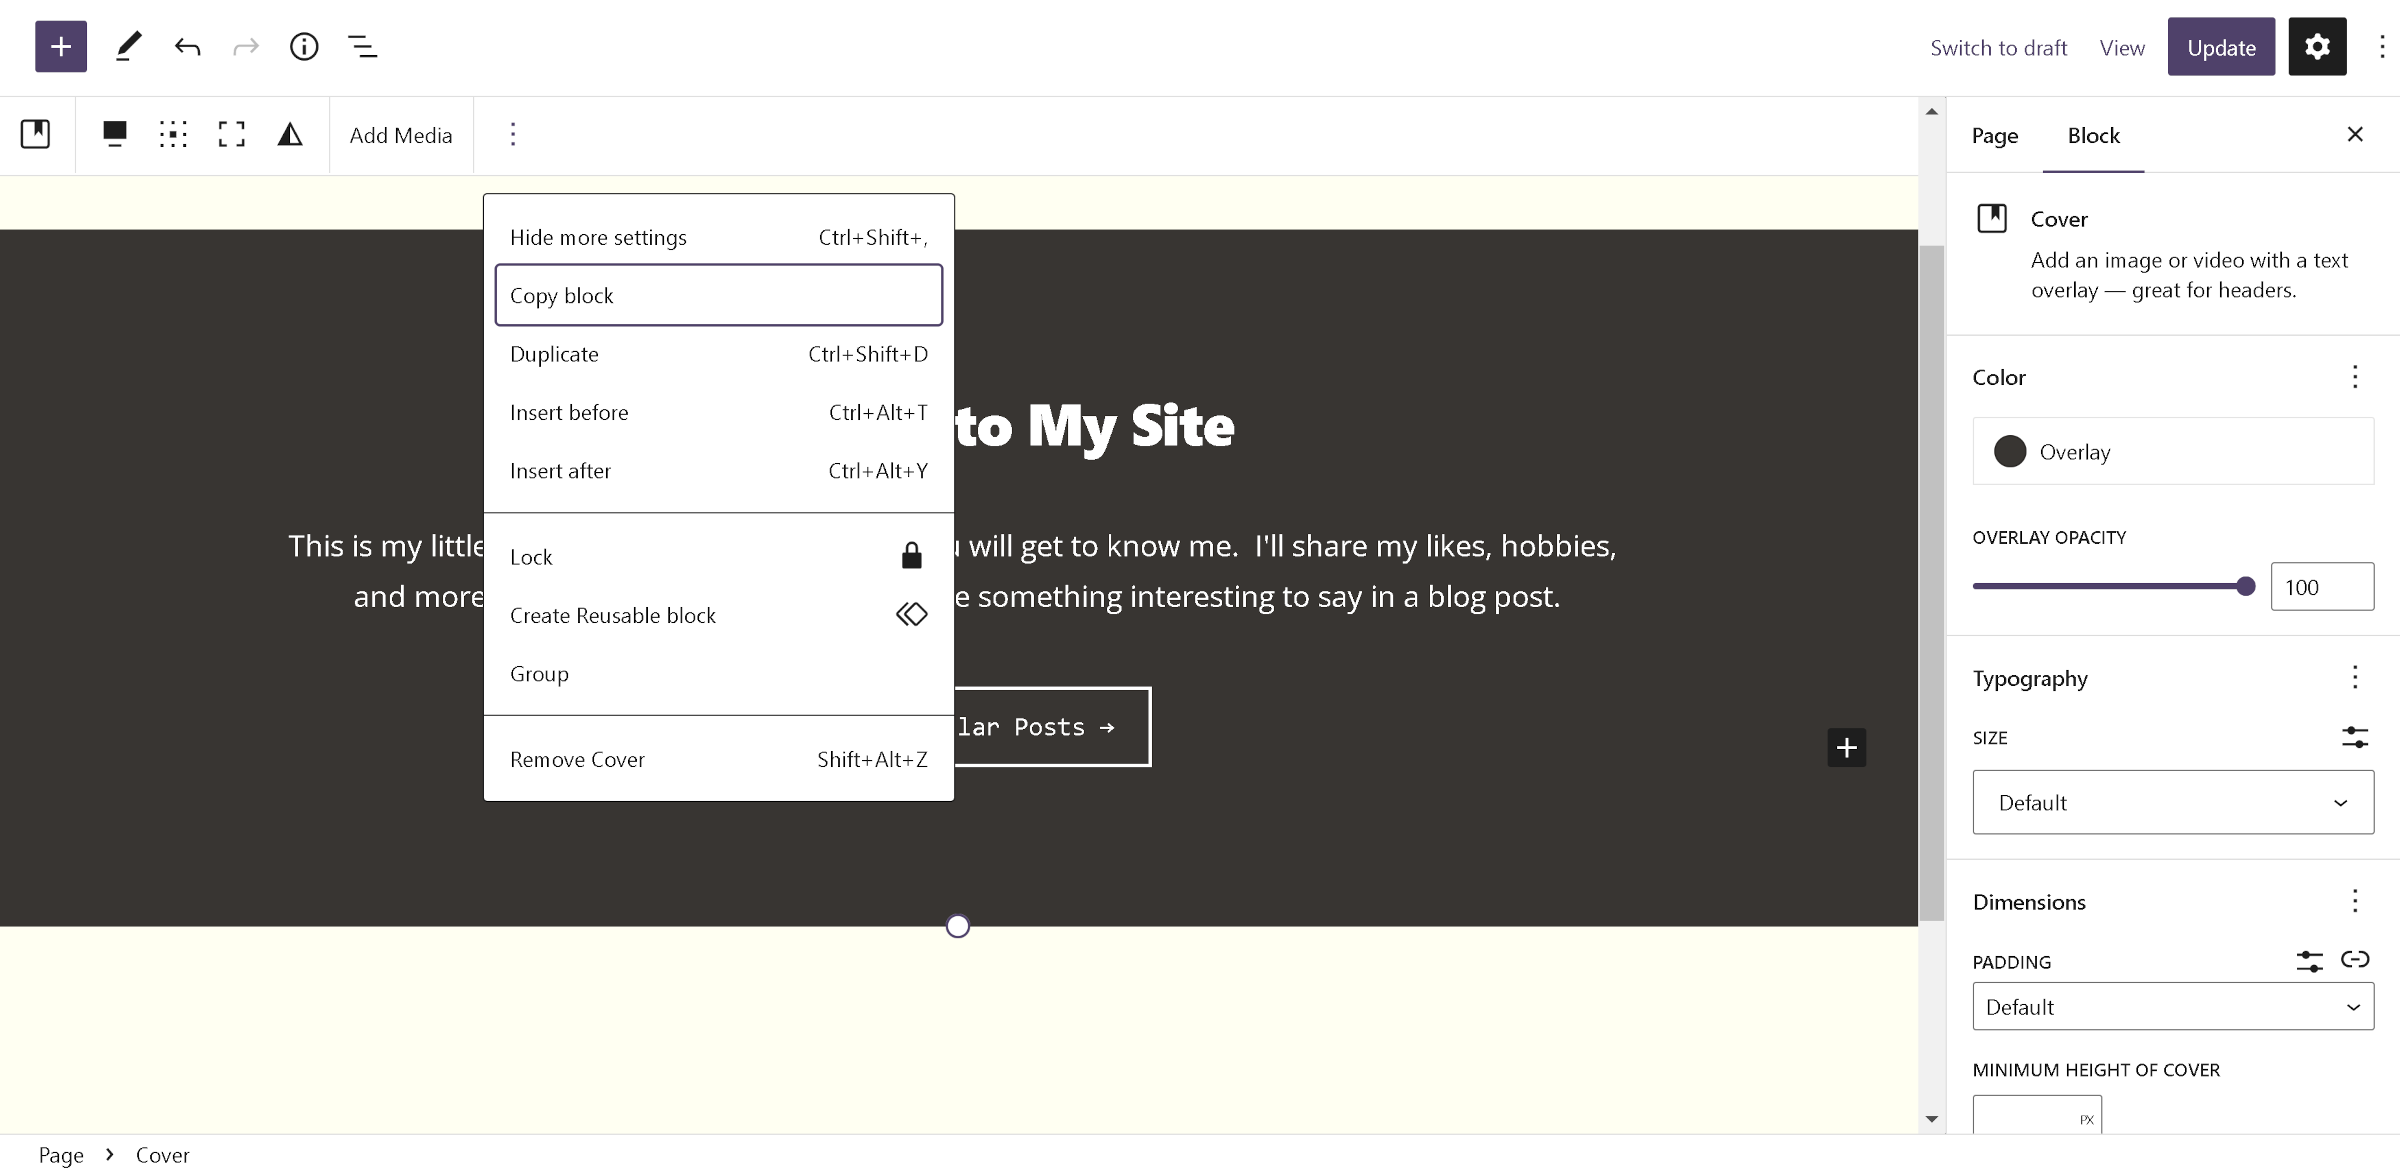 Switch to draft View Update
Add Media
Page Block
Cover
Add an image or video with a text
overlay — great for headers.
Color
Overlay
OVERLAY OPACITY
100
Typography
SIZE
Default
Dimensions
PADDING
Default
MINIMUM HEIGHT OF COVER
PX
Hide more settings Ctrl+Shift+,
Copy block
Duplicate Ctrl+Shift+D
Insert before Ctrl+Alt+T
Insert after Ctrl+Alt+Y
Lock
Create Reusable block
Group
Remove Cover Shift+Alt+Z
to My Site
This is my little will get to know me. I'll share my likes, hobbies,
and more something interesting to say in a blog post.
Posts →
Page > Cover